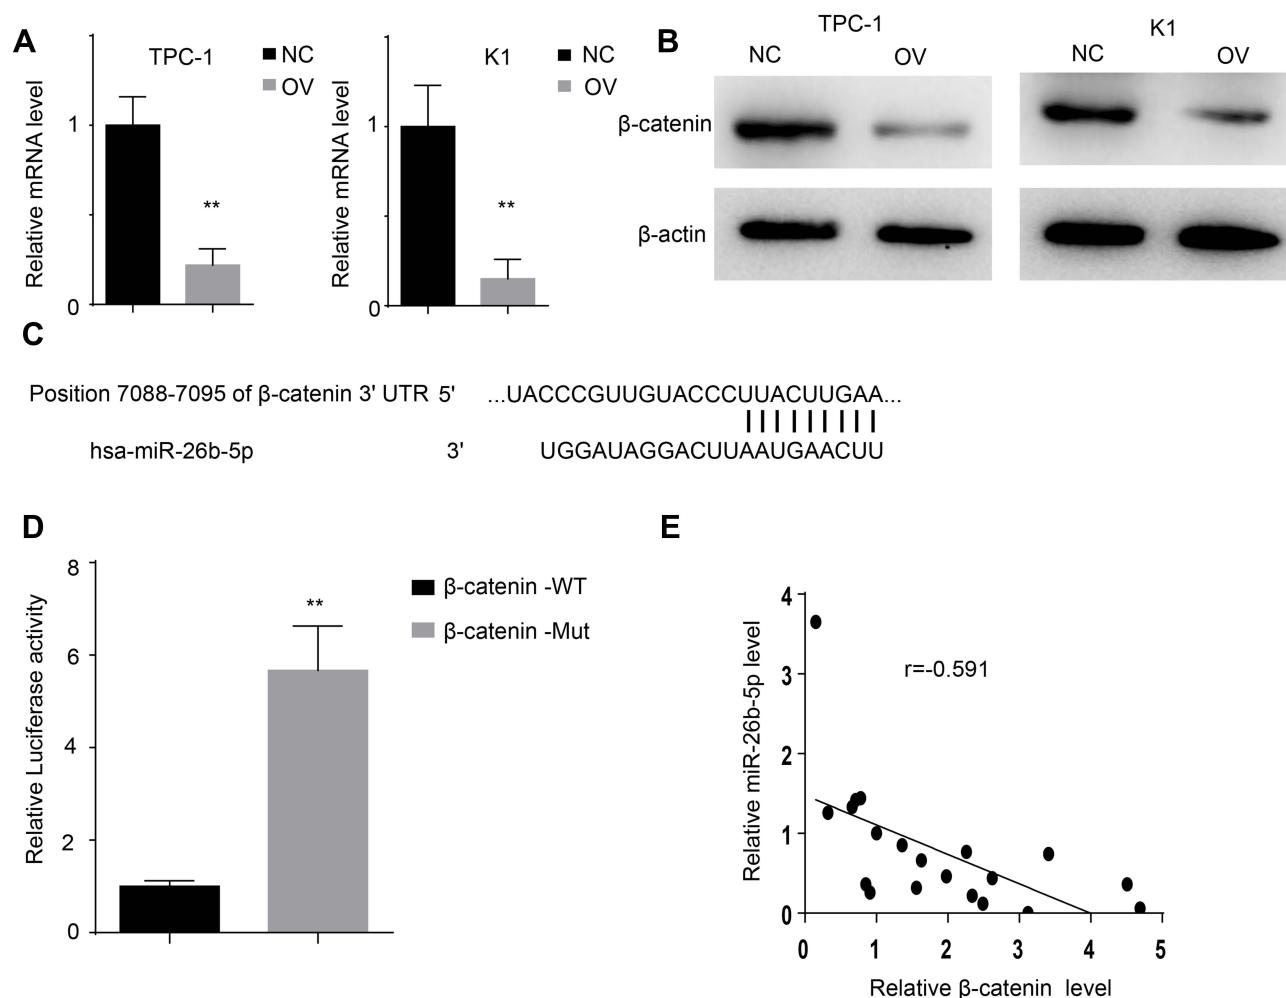 A
TPC-1
NC
OV
Relative mRNA level
1
**
0
K1
NC
OV
Relative mRNA level
1
**
0
B
TPC-1
K1
NC
OV
NC
OV
β-catenin
β-actin
C
Position 7088-7095 of β-catenin 3' UTR 5' ...UACCCGUUGUACCCUUUACUUGAA...
hsa-miR-26b-5p 3' UGGAUAGGACUUAAUGAACUU
D
8
6
4
2
0
Relative Luciferase activity
**
β-catenin -WT
β-catenin -Mut
E
4
3
2
1
0
Relative miR-26b-5p level
r=-0.591
0 1 2 3 4 5
Relative β-catenin level